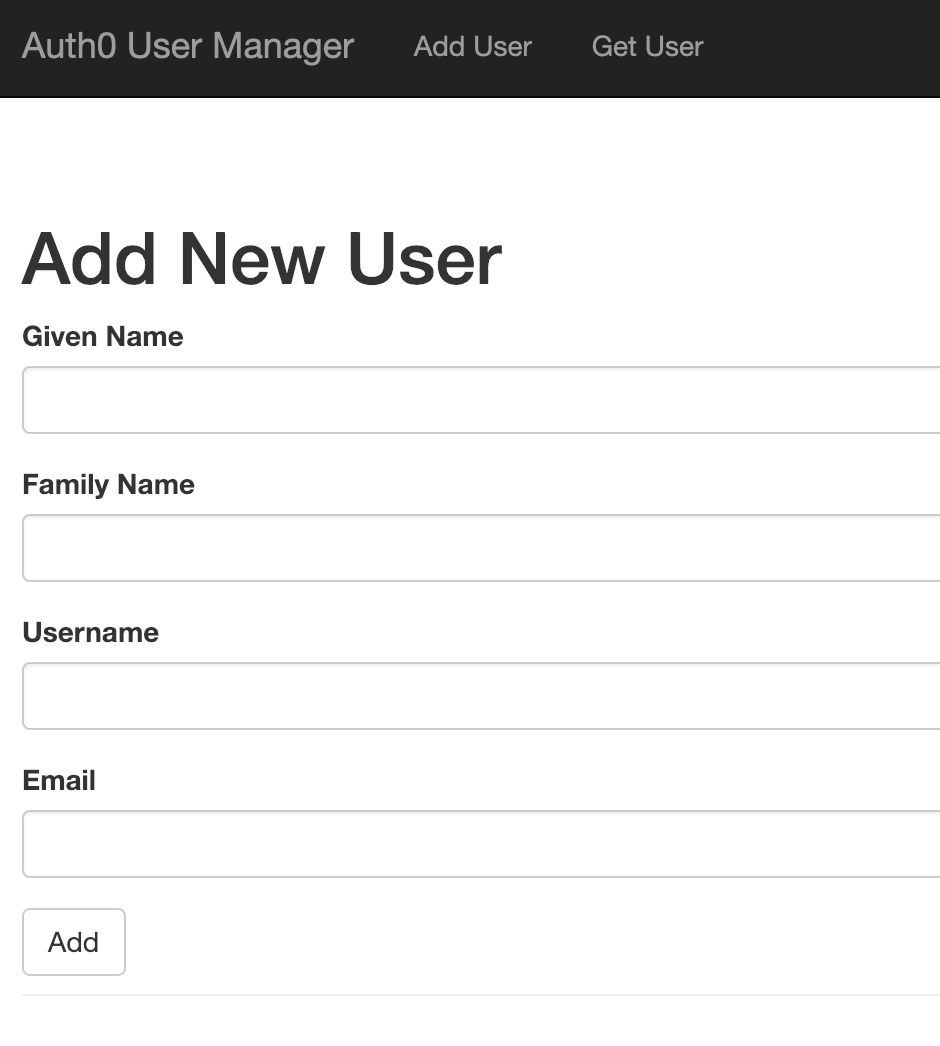 Auth0 User Manager Add User Get User
Add New User
Given Name
Family Name
Username
Email
Add